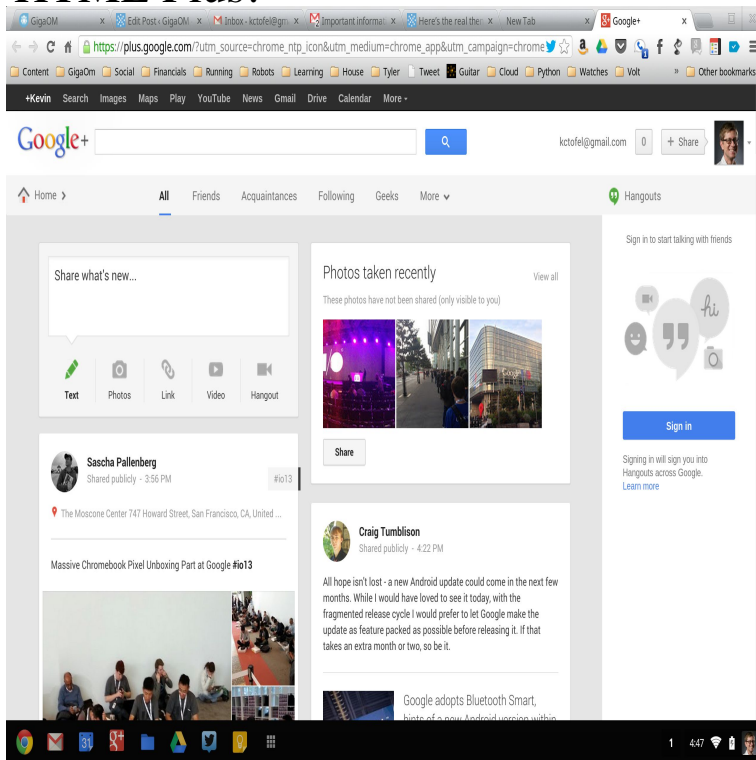 GigaOM
Edit Post ‹ GigaOM
Inbox - kctofel@gm
Important informat
Here's the real the
New Tab
Google+
https://plus.google.com/?utm_source=chrome_ntp_icon&utm_medium=chrome_app&utm_campaign=chrome
Content GigaOm Social Financials Running Robots Learning House Tyler Tweet Guitar Cloud Python Watches Volt » Other bookmarks
+Kevin Search Images Maps Play YouTube News Gmail Drive Calendar More
Google+
kctofel@gmail.com 0 + Share
Home All Friends Acquaintances Following Geeks More Hangouts
Share what's new...
Text Photos Link Video Hangout
Photos taken recently View all
These photos have not been shared (only visible to you)
Share
Sign in to start talking with friends
hi
Sign in
Signing in will sign you into
Hangouts across Google.
Learn more
Sascha Pallenberg
Shared publicly - 3:56 PM
#io13
The Moscone Center 747 Howard Street, San Francisco, CA, United ...
Massive Chromebook Pixel Unboxing Part at Google #io13
Craig Tumblison
Shared publicly - 4:22 PM
All hope isn't lost - a new Android update could come in the next few
months. While I would have loved to see it today, with the
fragmented release cycle I would prefer to let Google make the
update as feature packed as possible before releasing it. If that
takes an extra month or two, so be it.
Google adopts Bluetooth Smart,
hints of a new Android version within
31
1 4:47